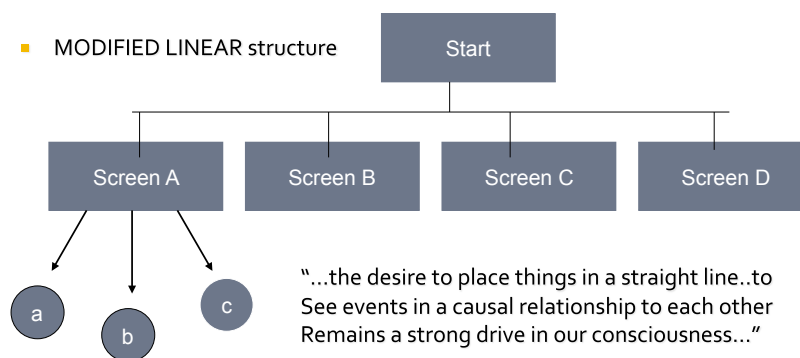 MODIFIED LINEAR structure
Start
Screen A
Screen B
Screen C
Screen D
a
b
c
“...the desire to place things in a straight line..to
See events in a causal relationship to each other
Remains a strong drive in our consciousness...”